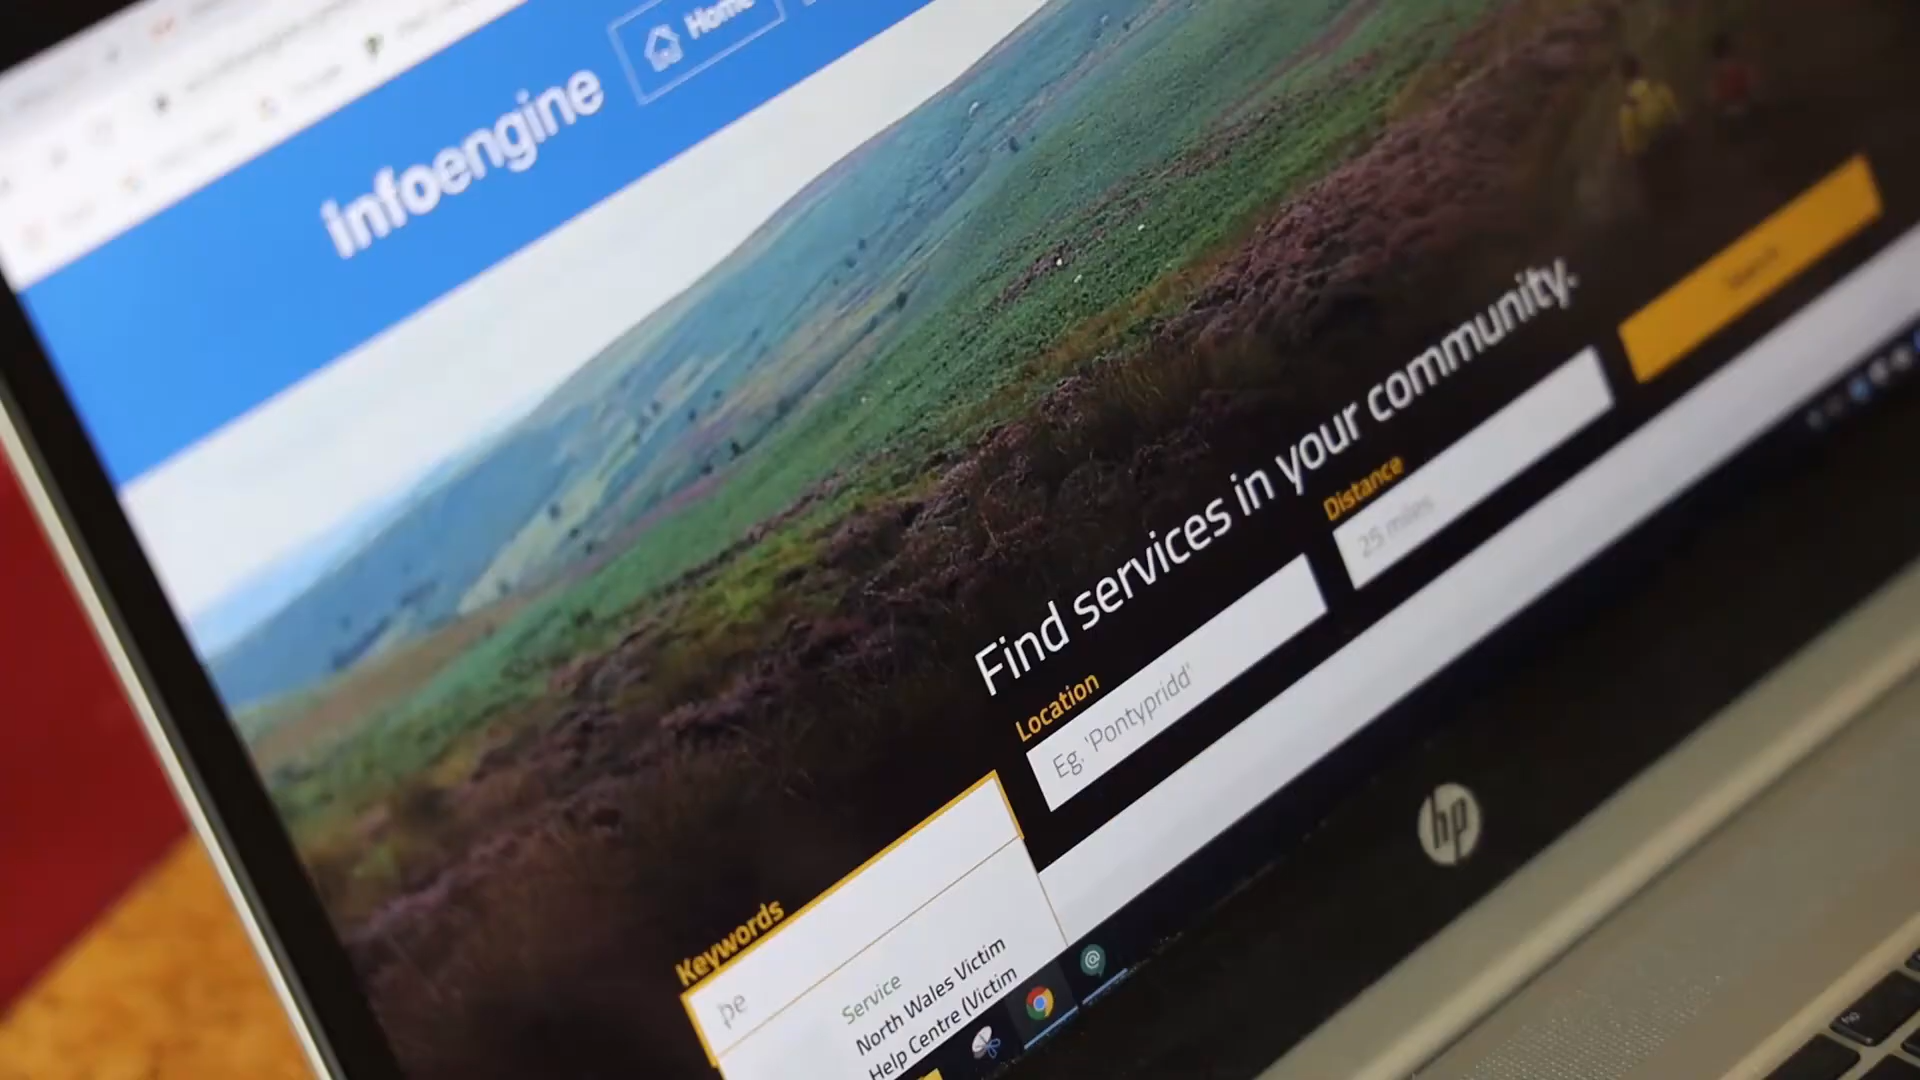 Home
infoengine
Find services in your community.
Keywords
pe
Location
Eg. 'Pontypridd'
Distance
25 miles
Search
Service
North Wales Victim
Help Centre (Victim
hp